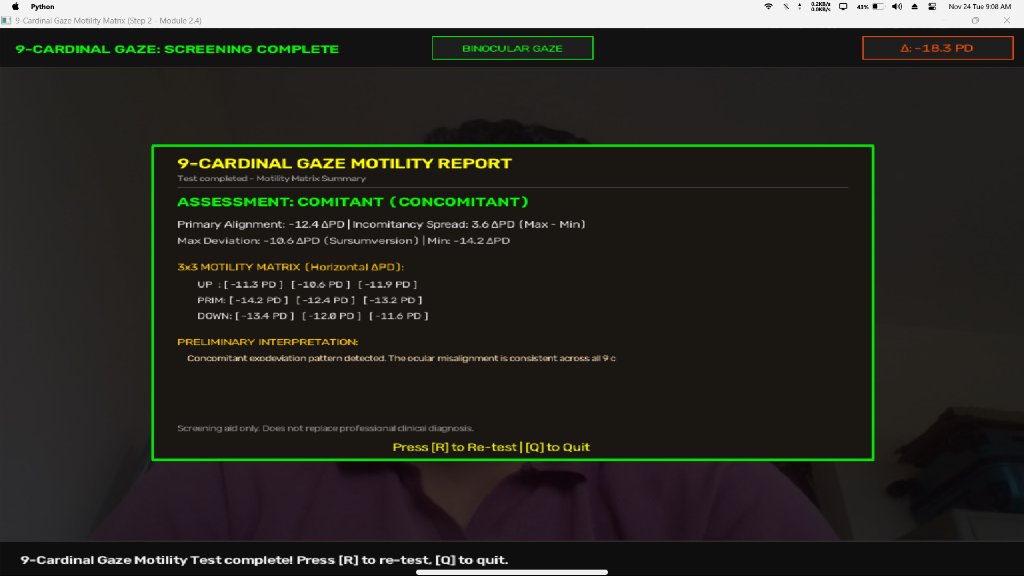 Python
0.2KB/s
0.0KB/s
43%
Nov 24 Tue 9:08 AM
9-Cardinal Gaze Motility Matrix (Step 2 - Module 2.4)
9-CARDINAL GAZE: SCREENING COMPLETE
BINOCULAR GAZE
Δ: -18.3 PD
9-CARDINAL GAZE MOTILITY REPORT
Test completed - Motility Matrix Summary
ASSESSMENT: COMITANT (CONCOMITANT)
Primary Alignment: -12.4 ΔPD | Incomitancy Spread: 3.6 ΔPD (Max - Min)
Max Deviation: -10.6 ΔPD (Sursumversion) | Min: -14.2 ΔPD
3x3 MOTILITY MATRIX (Horizontal ΔPD):
UP : [ -11.3 PD ] [ -10.6 PD ] [ -11.9 PD ]
PRIM: [ -14.2 PD ] [ -12.4 PD ] [ -13.2 PD ]
DOWN: [ -13.4 PD ] [ -12.0 PD ] [ -11.6 PD ]
PRELIMINARY INTERPRETATION:
Concomitant exodeviation pattern detected. The ocular misalignment is consistent across all 9 c
Screening aid only. Does not replace professional clinical diagnosis.
Press [R] to Re-test | [Q] to Quit
9-Cardinal Gaze Motility Test complete! Press [R] to re-test, [Q] to quit.